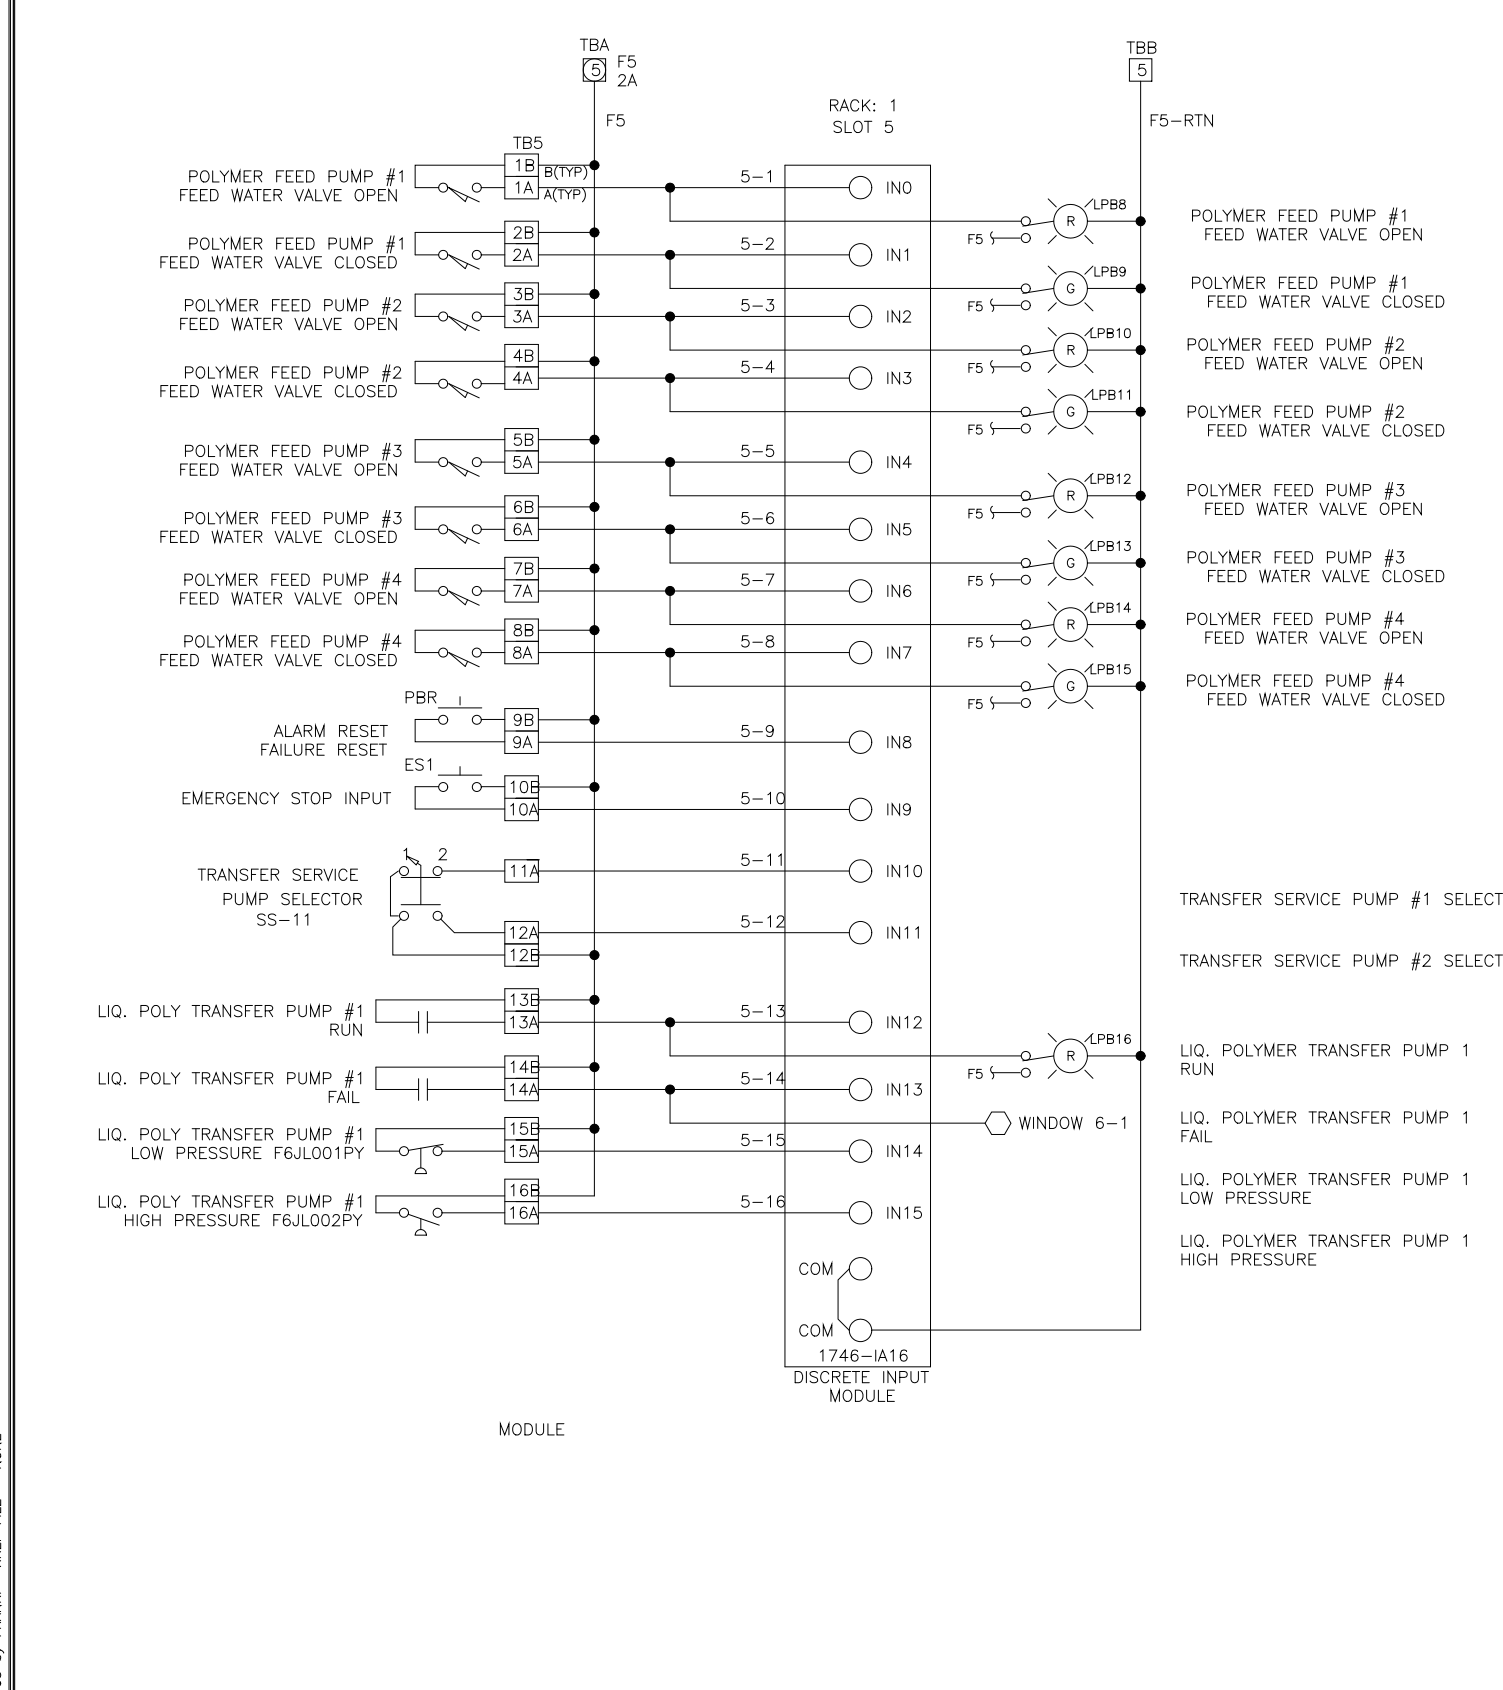 TBA
5
F5
2A
F5
TBB
5
F5-RTN
RACK: 1
SLOT 5
TB5
POLYMER FEED PUMP #1
FEED WATER VALVE OPEN
1B
B(TYP)
1A
A(TYP)
5-1
IN0
LPB8
R
F5
POLYMER FEED PUMP #1
FEED WATER VALVE OPEN
POLYMER FEED PUMP #1
FEED WATER VALVE CLOSED
2B
2A
5-2
IN1
LPB9
G
F5
POLYMER FEED PUMP #1
FEED WATER VALVE CLOSED
POLYMER FEED PUMP #2
FEED WATER VALVE OPEN
3B
3A
5-3
IN2
LPB10
R
F5
POLYMER FEED PUMP #2
FEED WATER VALVE OPEN
POLYMER FEED PUMP #2
FEED WATER VALVE CLOSED
4B
4A
5-4
IN3
LPB11
G
F5
POLYMER FEED PUMP #2
FEED WATER VALVE CLOSED
POLYMER FEED PUMP #3
FEED WATER VALVE OPEN
5B
5A
5-5
IN4
LPB12
R
F5
POLYMER FEED PUMP #3
FEED WATER VALVE OPEN
POLYMER FEED PUMP #3
FEED WATER VALVE CLOSED
6B
6A
5-6
IN5
LPB13
G
F5
POLYMER FEED PUMP #3
FEED WATER VALVE CLOSED
POLYMER FEED PUMP #4
FEED WATER VALVE OPEN
7B
7A
5-7
IN6
LPB14
R
F5
POLYMER FEED PUMP #4
FEED WATER VALVE OPEN
POLYMER FEED PUMP #4
FEED WATER VALVE CLOSED
8B
8A
5-8
IN7
LPB15
G
F5
POLYMER FEED PUMP #4
FEED WATER VALVE CLOSED
PBR
ALARM RESET
FAILURE RESET
9B
9A
5-9
IN8
ES1
EMERGENCY STOP INPUT
10B
10A
5-10
IN9
1 2
TRANSFER SERVICE
PUMP SELECTOR
SS-11
11A
5-11
IN10
TRANSFER SERVICE PUMP #1 SELECT
12A
12B
5-12
IN11
TRANSFER SERVICE PUMP #2 SELECT
LIQ. POLY TRANSFER PUMP #1
RUN
13B
13A
5-13
IN12
LPB16
R
F5
LIQ. POLYMER TRANSFER PUMP 1
RUN
LIQ. POLY TRANSFER PUMP #1
FAIL
14B
14A
5-14
IN13
WINDOW 6-1
LIQ. POLYMER TRANSFER PUMP 1
FAIL
LIQ. POLY TRANSFER PUMP #1
LOW PRESSURE F6JL001PY
15B
15A
5-15
IN14
LIQ. POLYMER TRANSFER PUMP 1
LOW PRESSURE
LIQ. POLY TRANSFER PUMP #1
HIGH PRESSURE F6JL002PY
16B
16A
5-16
IN15
LIQ. POLYMER TRANSFER PUMP 1
HIGH PRESSURE
COM
COM
1746-IA16
DISCRETE INPUT
MODULE
MODULE